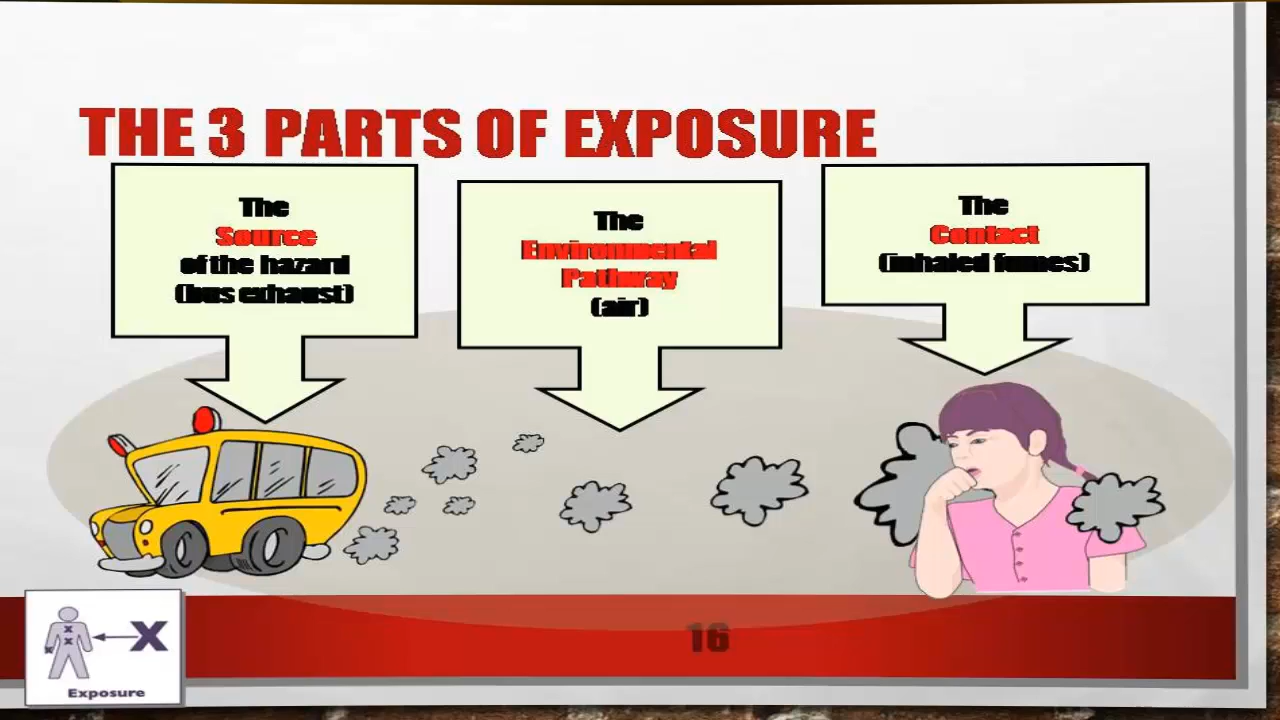 THE 3 PARTS OF EXPOSURE
The
Source
of the hazard
(bus exhaust)
The
Environmental
Pathway
(air)
The
Contact
(inhaled fumes)
16
X
Exposure